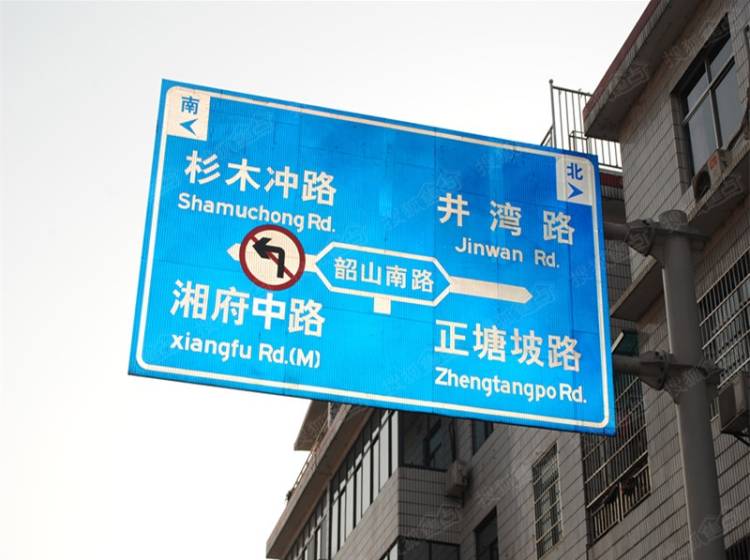 南
北
杉木冲路
Shamuchong Rd.
井湾路
Jinwan Rd.
韶山南路
湘府中路
xiangfu Rd.(M)
正塘坡路
Zhengtangpo Rd.